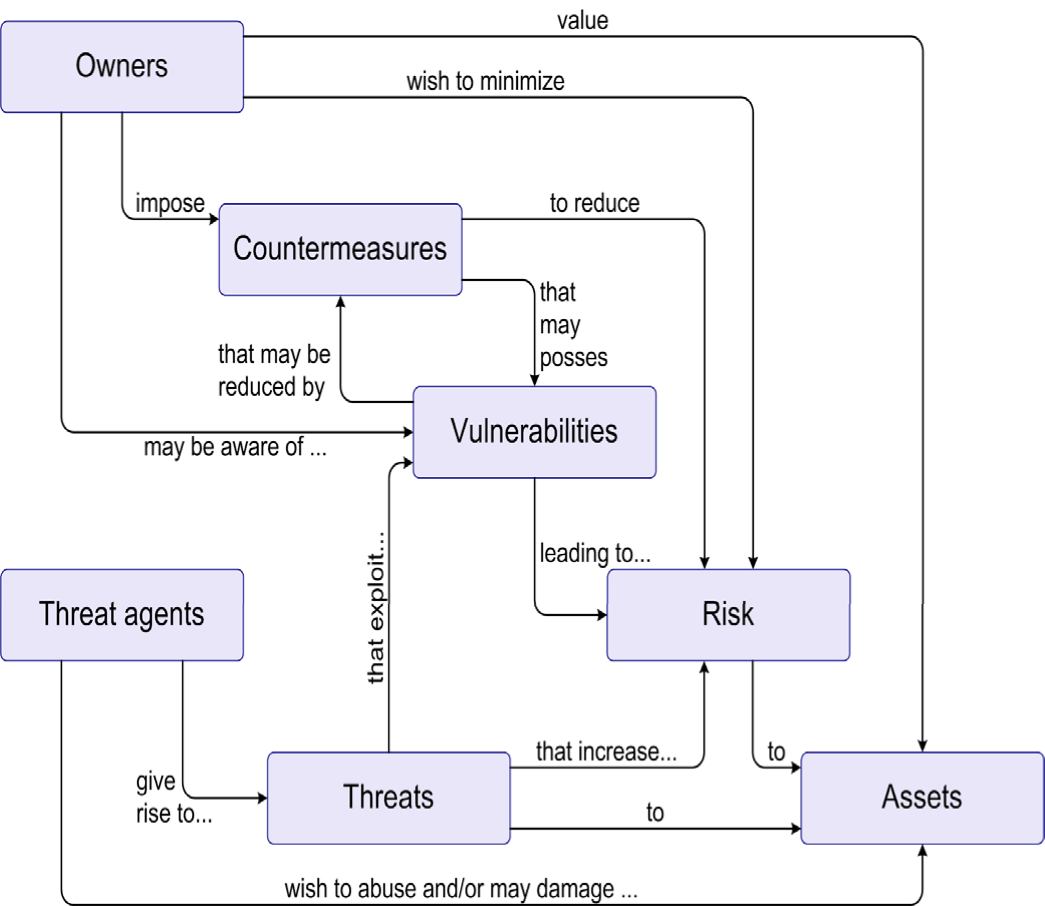 value
Owners
wish to minimize
impose
to reduce
Countermeasures
that
may
posses
that may be
reduced by
Vulnerabilities
may be aware of ...
that exploit...
leading to...
Threat agents
Risk
that increase...
to
give
rise to...
Threats
Assets
to
wish to abuse and/or may damage ...